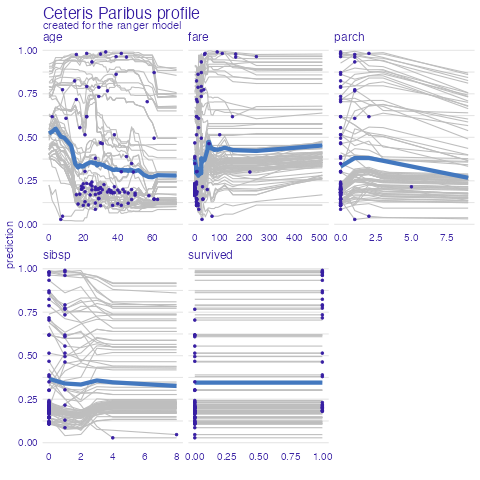 Ceteris Paribus profile
created for the ranger model
age fare parch
1.00
0.75
0.50
0.25
0 20 40 60 0 100 200 300 400 500 0.0 2.5 5.0 7.5
prediction
sibsp survived
1.00
0.75
0.50
0.25
0.00
0 2 4 6 8 0.00 0.25 0.50 0.75 1.00